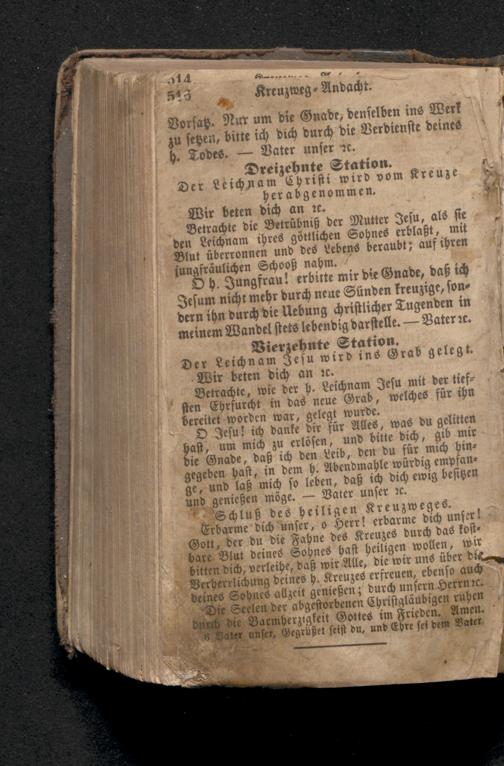 514
516
Kreuzweg-Andacht.
Vorsatz. Nur um die Gnade, denselben ins Werk
zu setzen, bitte ich dich durch die Verdienste deines
h. Todes. — Vater unser ꝛc.
Dreizehnte Station.
Der Leichnam Christi wird vom Kreuze
herabgenommen.
Wir beten dich an ꝛc.
Betrachte die Betrübniß der Mutter Jesu, als sie
den Leichnam ihres göttlichen Sohnes erblaßt, mit
Blut überronnen und des Lebens beraubt; auf ihren
jungfräulichen Schooß nahm.
O h. Jungfrau! erbitte mir die Gnade, daß ich
Jesum nicht mehr durch neue Sünden kreuzige, son-
dern ihn durch die Uebung christlicher Tugenden in
meinem Wandel stets lebendig darstelle. — Vater ꝛc.
Vierzehnte Station.
Der Leichnam Jesu wird ins Grab gelegt.
Wir beten dich an ꝛc.
Betrachte, wie der h. Leichnam Jesu mit der tief-
sten Ehrfurcht in das neue Grab, welches für ihn
bereitet worden war, gelegt wurde.
O Jesu! ich danke dir für Alles, was du gelitten
hast, um mich zu erlösen, und bitte dich, gib mir
die Gnade, daß ich den Leib, den du für mich hin-
gegeben hast, in dem h. Abendmahle würdig empfan-
ge, und laß mich so leben, daß ich dich ewig besitzen
und genießen möge. — Vater unser ꝛc.
Schluß des heiligen Kreuzweges.
Erbarme dich unser, o Herr! erbarme dich unser!
Gott, der du die Fahne des Kreuzes durch das kost-
bare Blut deines Sohnes hast heiligen wollen, wir
bitten dich, verleihe, daß wir Alle, die wir uns über die
Verherrlichung deines h. Kreuzes erfreuen, ebenso auch
deines Sohnes allzeit genießen; durch unsern Herrn ꝛc.
Die Seelen der abgestorbenen Christgläubigen ruhen
durch die Barmherzigkeit Gottes im Frieden. Amen.
Vater unser, Gegrüßet seist du, und Ehre sei dem Vater